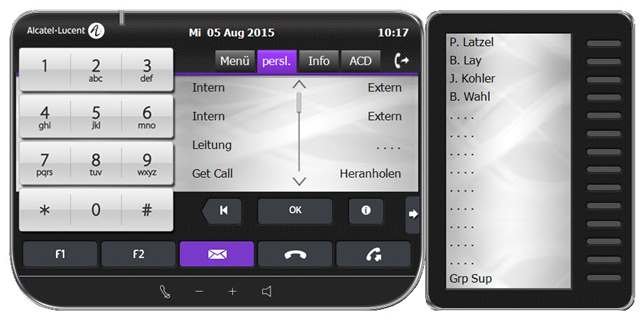 Alcatel-Lucent
Mi 05 Aug 2015 10:17
Menü persl. Info ACD
1 2 abc 3 def
4 ghi 5 jkl 6 mno
7 pqrs 8 tuv 9 wxyz
* 0 #
Intern Extern
Intern Extern
Leitung . . . .
Get Call Heranholen
OK
F1 F2
P. Latzel
B. Lay
J. Kohler
B. Wahl
. . . .
. . . .
. . . .
. . . .
. . . .
. . . .
. . . .
. . . .
. . . .
Grp Sup